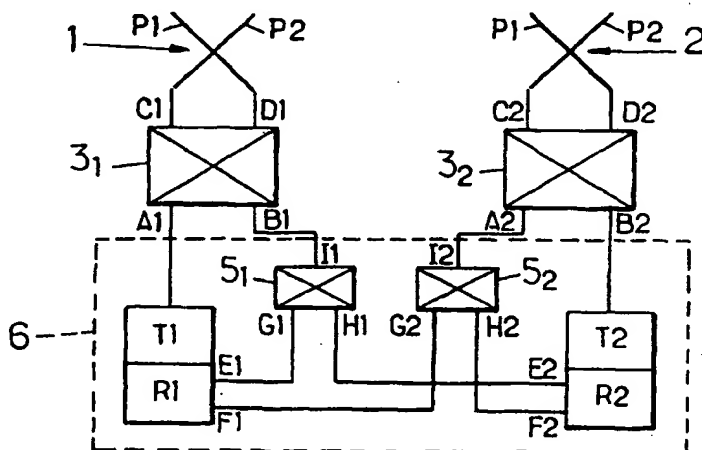 P1 P2 P1 P2
1 2
C1 D1 C2 D2
3₁ 3₂
A1 B1 A2 B2
I1 I2
5₁ 5₂
G1 H1 G2 H2
6
T1 T2
E1 E2
R1 R2
F1 F2